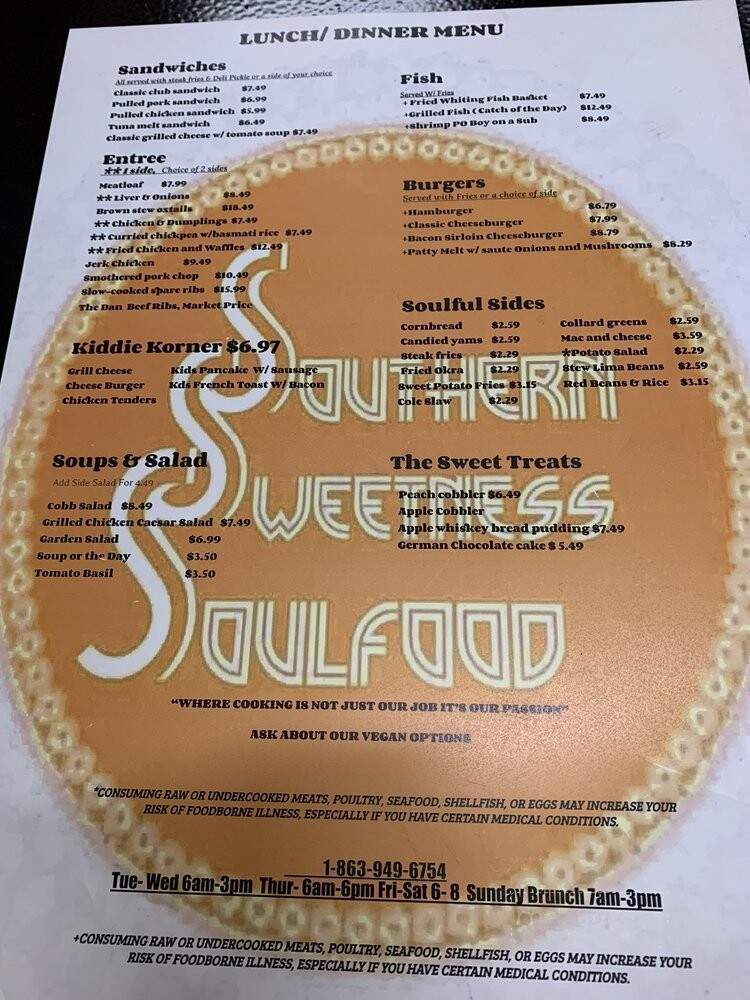 LUNCH/ DINNER MENU
Sandwiches
All served with steak fries & Deli Pickle or a side of your choice
Classic club sandwich $7.49
Pulled pork sandwich $6.99
Pulled chicken sandwich $5.99
Tuna melt sandwich $6.49
Classic grilled cheese w/ tomato soup $7.49
Entree
** 1 side, Choice of 2 sides
Meatloaf $7.99
** Liver & Onions $8.49
Brown stew oxtails $18.49
** Chicken & Dumplings $7.49
** Curried chickpea w/basmati rice $7.49
** Fried Chicken and Waffles $12.49
Jerk Chicken $9.49
Smothered pork chop $10.49
Slow-cooked spare ribs $15.99
The Dan Beef Ribs, Market Price
Kiddie Korner $6.97
Grill Cheese Kids Pancake W/ Sausage
Cheese Burger Kds French Toast W/ Bacon
Chicken Tenders
Soups & Salad
Add Side Salad For 4.49
Cobb Salad $8.49
Grilled Chicken Caesar Salad $7.49
Garden Salad $6.99
Soup or the Day $3.50
Tomato Basil $3.50
Fish
Served W/ Fries
+ Fried Whiting Fish Basket $7.49
+Grilled Fish ( Catch of the Day) $12.49
+Shrimp PO Boy on a Sub $8.49
Burgers
Served with Fries or a choice of side
+Hamburger $6.79
+Classic Cheeseburger $7.99
+Bacon Sirloin Cheeseburger $8.79
+Patty Melt w/ saute Onions and Mushrooms $8.29
Soulful Sides
Cornbread $2.59 Collard greens $2.59
Candied yams $2.59 Mac and cheese $3.59
Steak fries $2.29 *Potato Salad $2.29
Fried Okra $2.29 Stew Lima Beans $2.59
Sweet Potato Fries $3.15 Red Beans & Rice $3.15
Cole Slaw $2.29
The Sweet Treats
Peach cobbler $6.49
Apple Cobbler
Apple whiskey bread pudding $7.49
German Chocolate cake $ 5.49
SOUTHERN
SWEETNESS
SOULFOOD
"WHERE COOKING IS NOT JUST OUR JOB IT'S OUR PASSION"
ASK ABOUT OUR VEGAN OPTIONS
*CONSUMING RAW OR UNDERCOOKED MEATS, POULTRY, SEAFOOD, SHELLFISH, OR EGGS MAY INCREASE YOUR
RISK OF FOODBORNE ILLNESS, ESPECIALLY IF YOU HAVE CERTAIN MEDICAL CONDITIONS.
1-863-949-6754
Tue- Wed 6am-3pm Thur- 6am-6pm Fri-Sat 6- 8 Sunday Brunch 7am-3pm
+CONSUMING RAW OR UNDERCOOKED MEATS, POULTRY, SEAFOOD, SHELLFISH, OR EGGS MAY INCREASE YOUR
RISK OF FOODBORNE ILLNESS, ESPECIALLY IF YOU HAVE CERTAIN MEDICAL CONDITIONS.